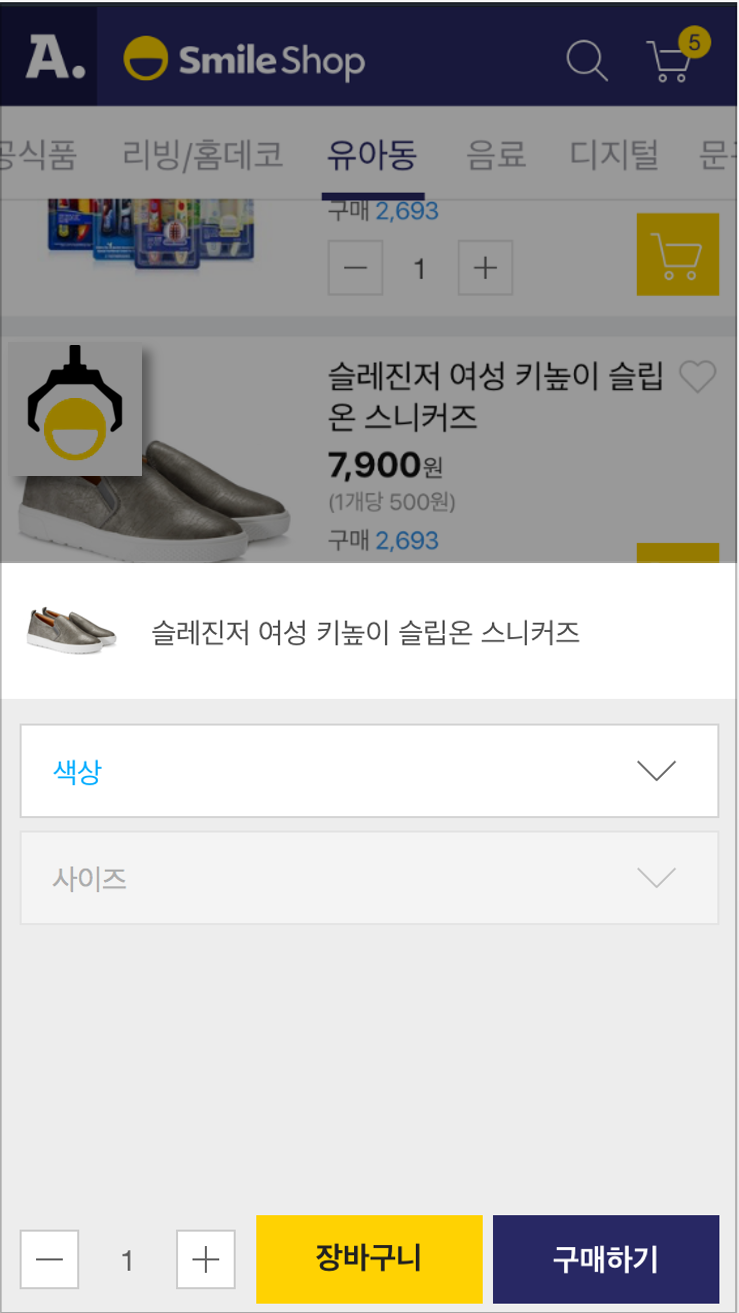 A. Smile Shop 5
공식품 리빙/홈데코 유아동 음료 디지털 문구
구매 2,693
1
슬레진저 여성 키높이 슬립
온 스니커즈
7,900원
(1개당 500원)
구매 2,693
슬레진저 여성 키높이 슬립온 스니커즈
색상
사이즈
1 장바구니 구매하기